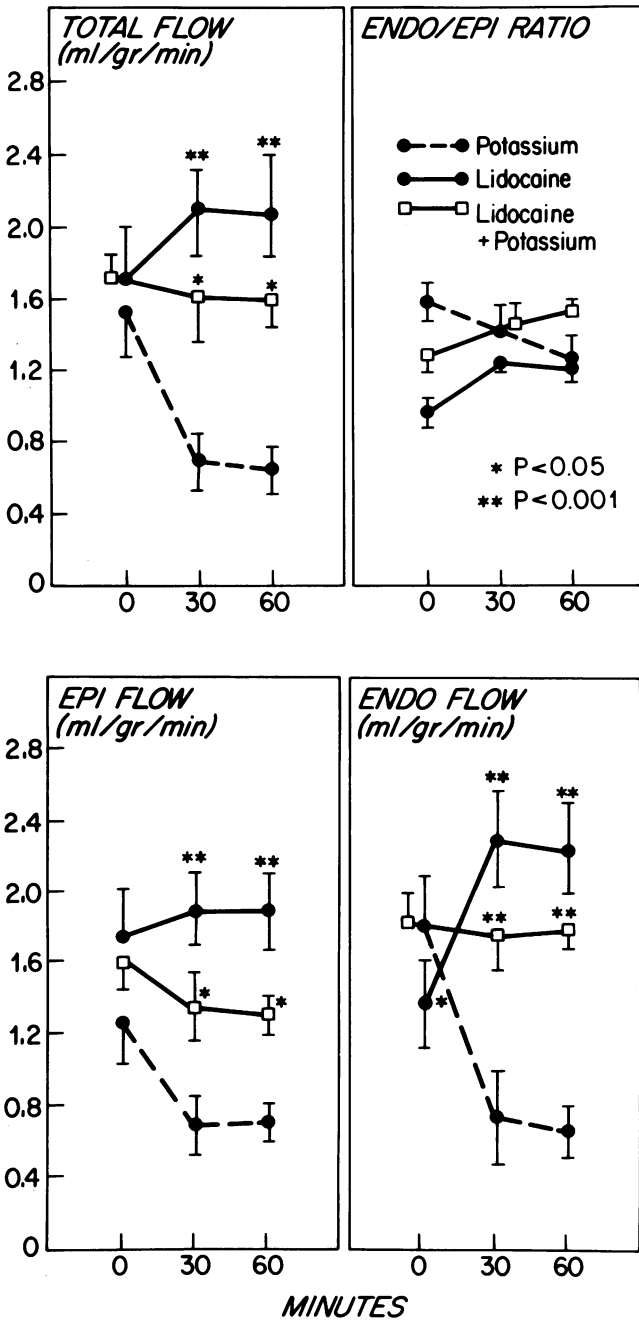 TOTAL FLOW
(ml/gr/min)
2.8
2.4
2.0
1.6
1.2
0.8
0.4
0
** **
* *
0 30 60
ENDO/EPI RATIO
Potassium
Lidocaine
Lidocaine
+ Potassium
* P<0.05
** P<0.001
0 30 60
EPI FLOW
(ml/gr/min)
2.8
2.4
2.0
1.6
1.2
0.8
0.4
0
** **
* *
0 30 60
ENDO FLOW
(ml/gr/min)
** **
** **
*
0 30 60
MINUTES